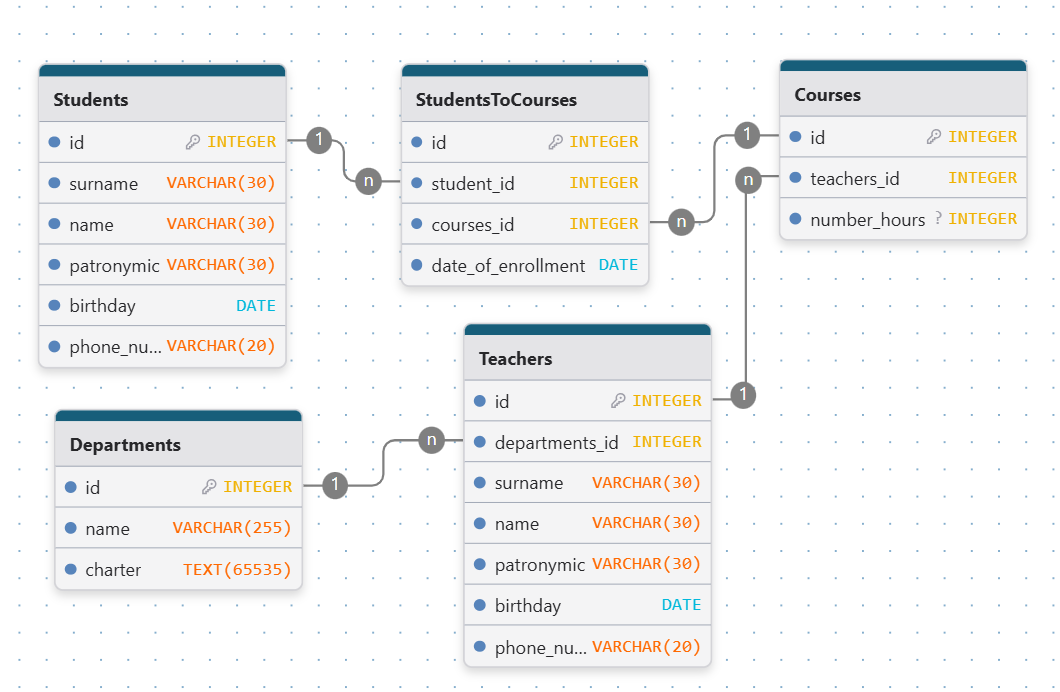 Students
id INTEGER
surname VARCHAR(30)
name VARCHAR(30)
patronymic VARCHAR(30)
birthday DATE
phone_nu... VARCHAR(20)
1
n
StudentsToCourses
id INTEGER
student_id INTEGER
courses_id INTEGER
date_of_enrollment DATE
n
1
Courses
id INTEGER
teachers_id INTEGER
number_hours ? INTEGER
n
1
Teachers
id INTEGER
departments_id INTEGER
surname VARCHAR(30)
name VARCHAR(30)
patronymic VARCHAR(30)
birthday DATE
phone_nu... VARCHAR(20)
n
1
Departments
id INTEGER
name VARCHAR(255)
charter TEXT(65535)